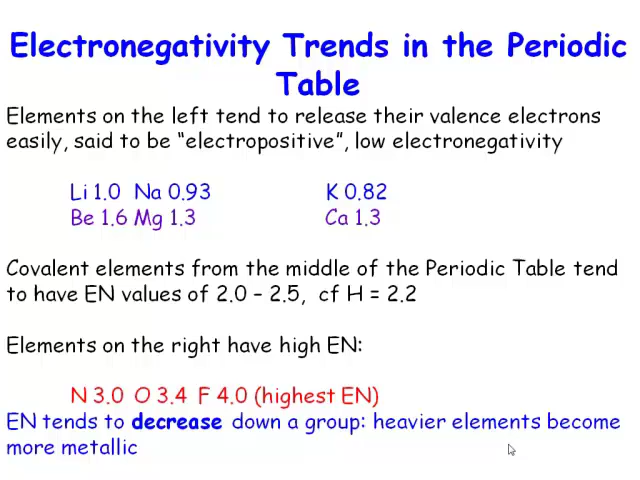 Electronegativity Trends in the Periodic
Table
Elements on the left tend to release their valence electrons
easily, said to be “electropositive”, low electronegativity
Li 1.0 Na 0.93 K 0.82
Be 1.6 Mg 1.3 Ca 1.3
Covalent elements from the middle of the Periodic Table tend
to have EN values of 2.0 – 2.5, cf H = 2.2
Elements on the right have high EN:
N 3.0 O 3.4 F 4.0 (highest EN)
EN tends to decrease down a group: heavier elements become
more metallic